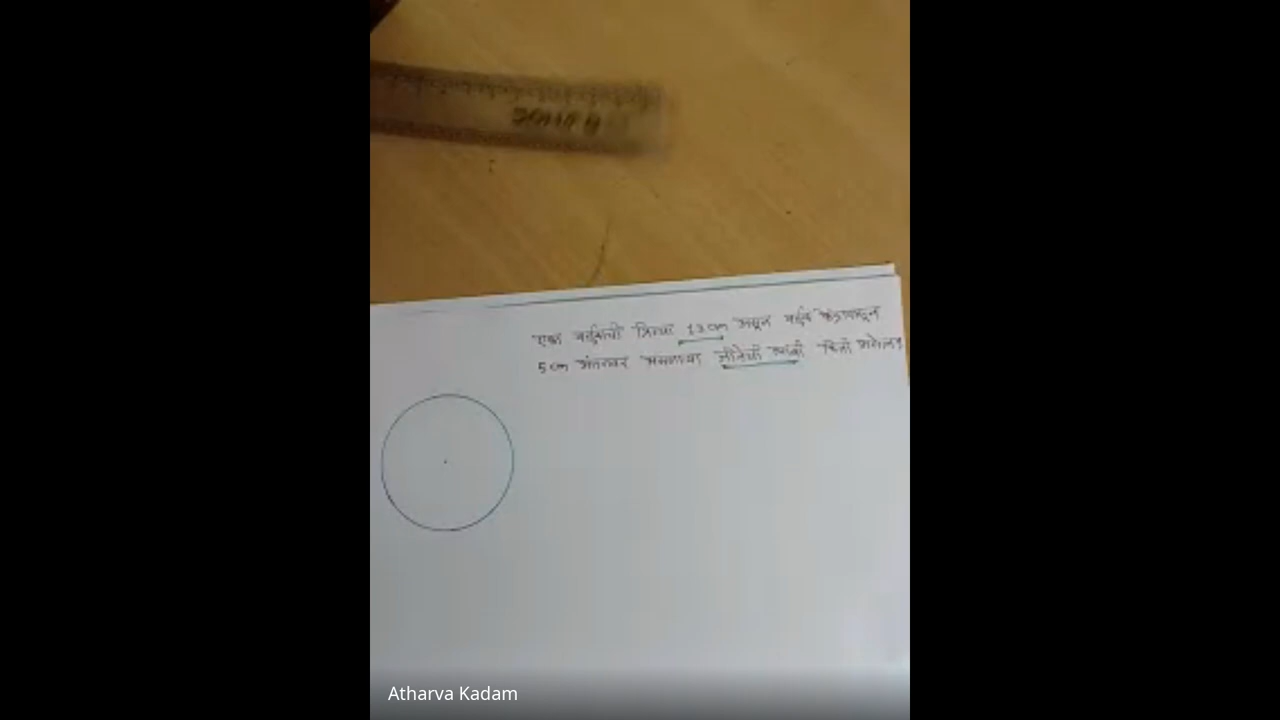 एका वर्तुळाची त्रिज्या 13 cm असून वर्तुळ केंद्रापासून
5 cm अंतरावर असणाऱ्या जीवेची लांबी किती असेल?
Atharva Kadam